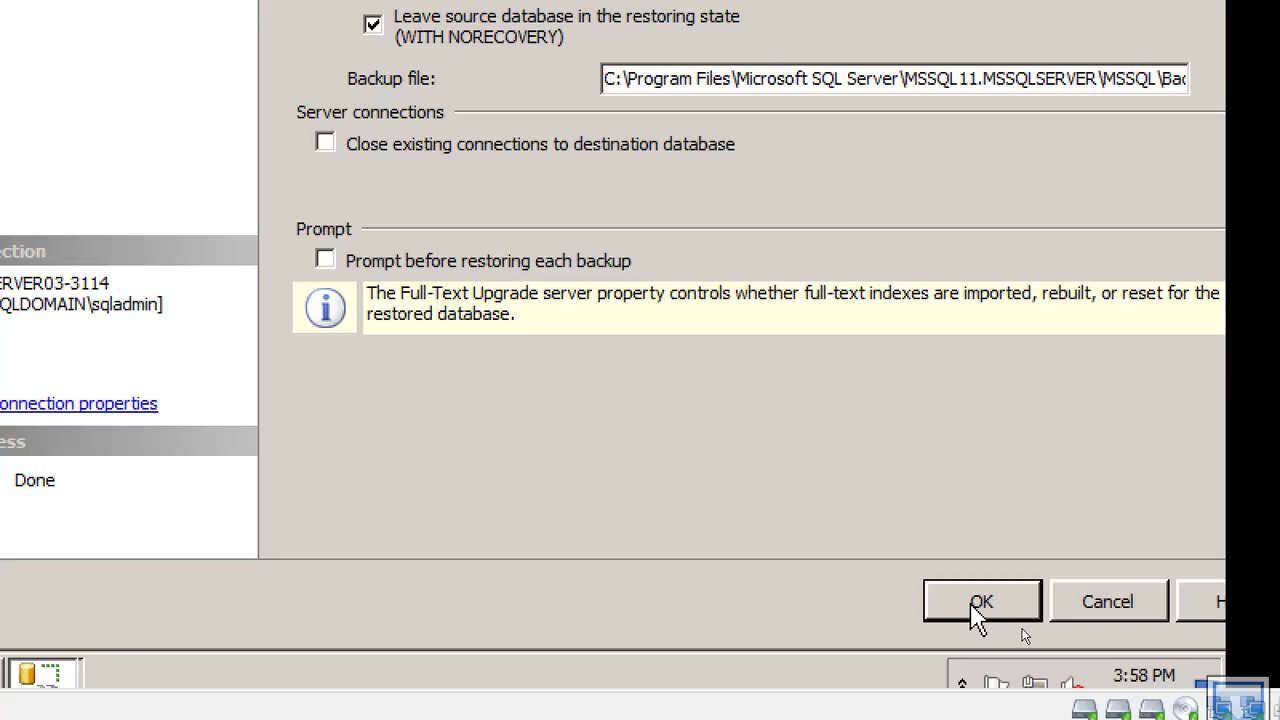 Leave source database in the restoring state
(WITH NORECOVERY)
Backup file:
C:\Program Files\Microsoft SQL Server\MSSQL11.MSSQLSERVER\MSSQL\Bac
Server connections
Close existing connections to destination database
Prompt
Prompt before restoring each backup
The Full-Text Upgrade server property controls whether full-text indexes are imported, rebuilt, or reset for the
restored database.
ction
ERVER03-3114
QLDOMAIN\sqladmin]
onnection properties
ess
Done
OK
Cancel
H
3:58 PM